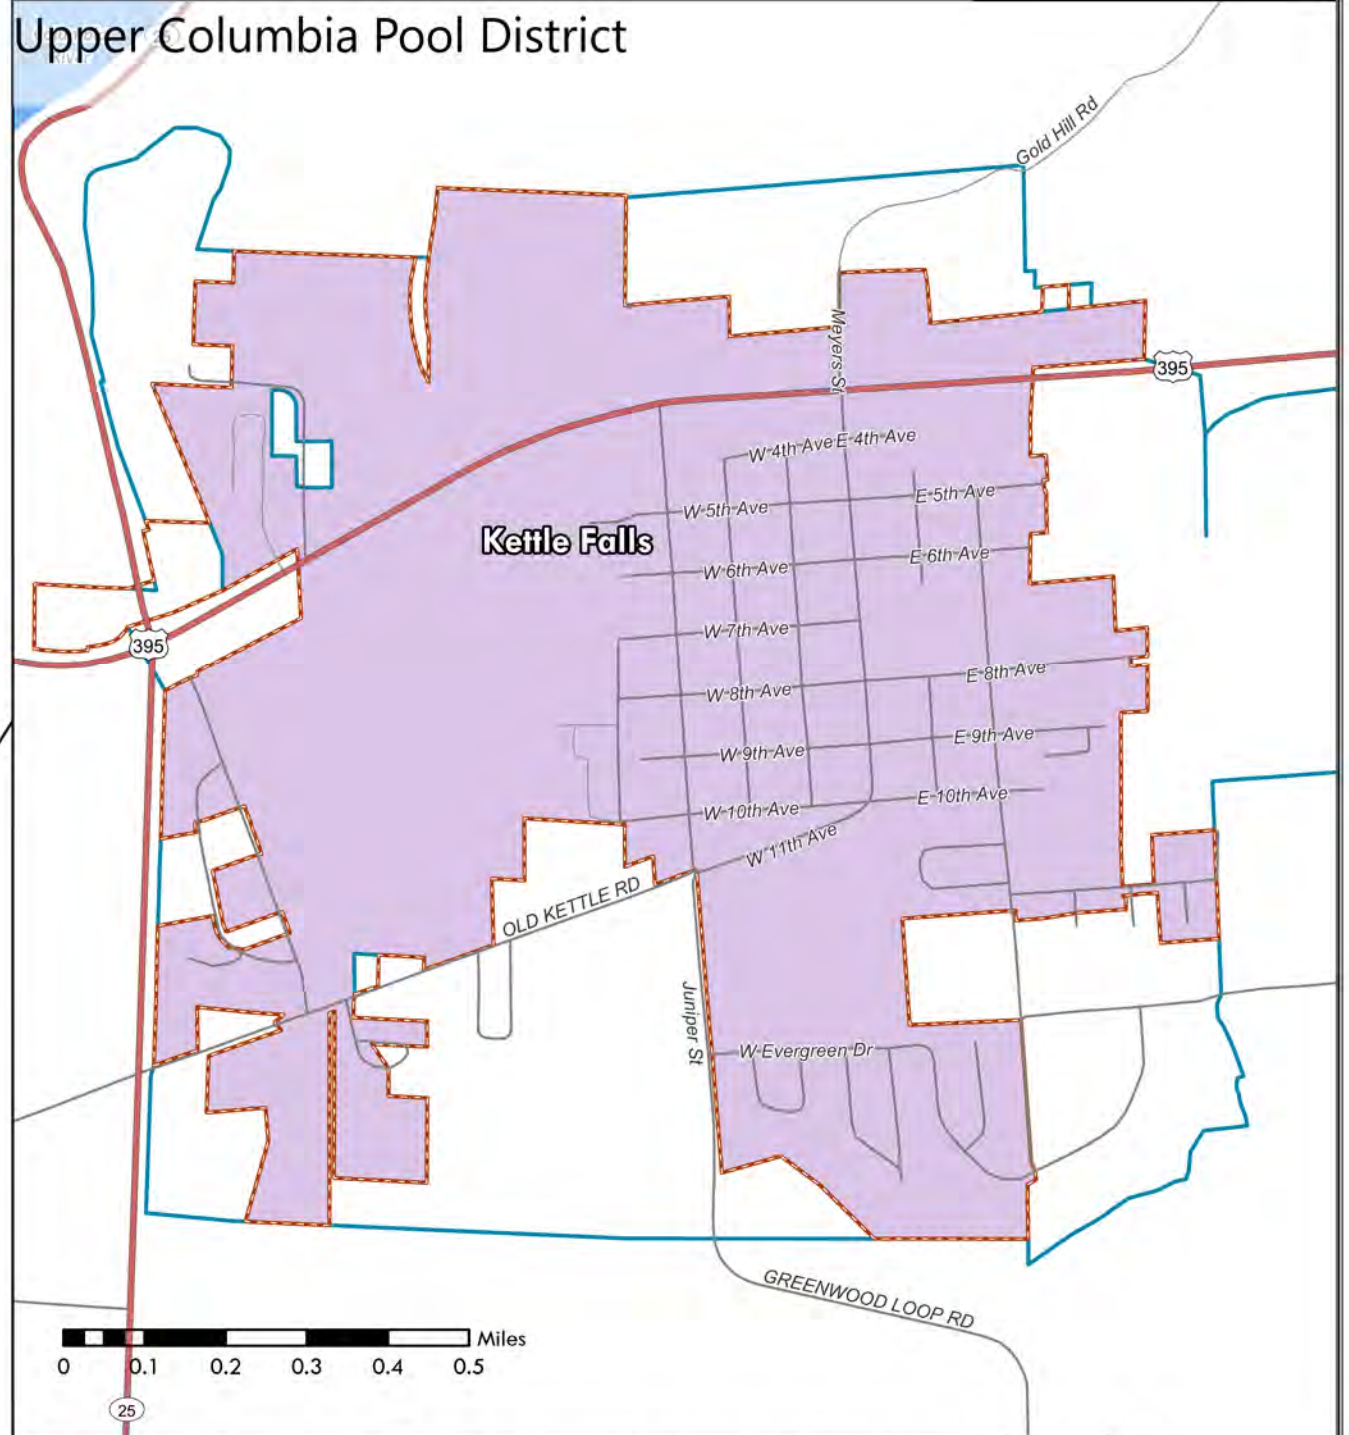 Upper Columbia Pool District
25
River
Gold Hill Rd
Meyers St
395
W 4th Ave E 4th Ave
W 5th Ave E 5th Ave
Kettle Falls
W 6th Ave E 6th Ave
W 7th Ave
395
W 8th Ave E 8th Ave
W 9th Ave E 9th Ave
W 10th Ave E 10th Ave
W 11th Ave
OLD KETTLE RD
Juniper St
W Evergreen Dr
GREENWOOD LOOP RD
Miles
0 0.1 0.2 0.3 0.4 0.5
25